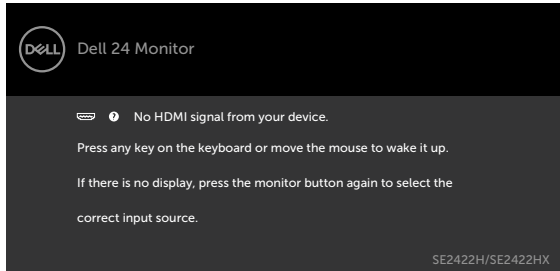 DELL
Dell 24 Monitor
? No HDMI signal from your device.
Press any key on the keyboard or move the mouse to wake it up.
If there is no display, press the monitor button again to select the
correct input source.
SE2422H/SE2422HX